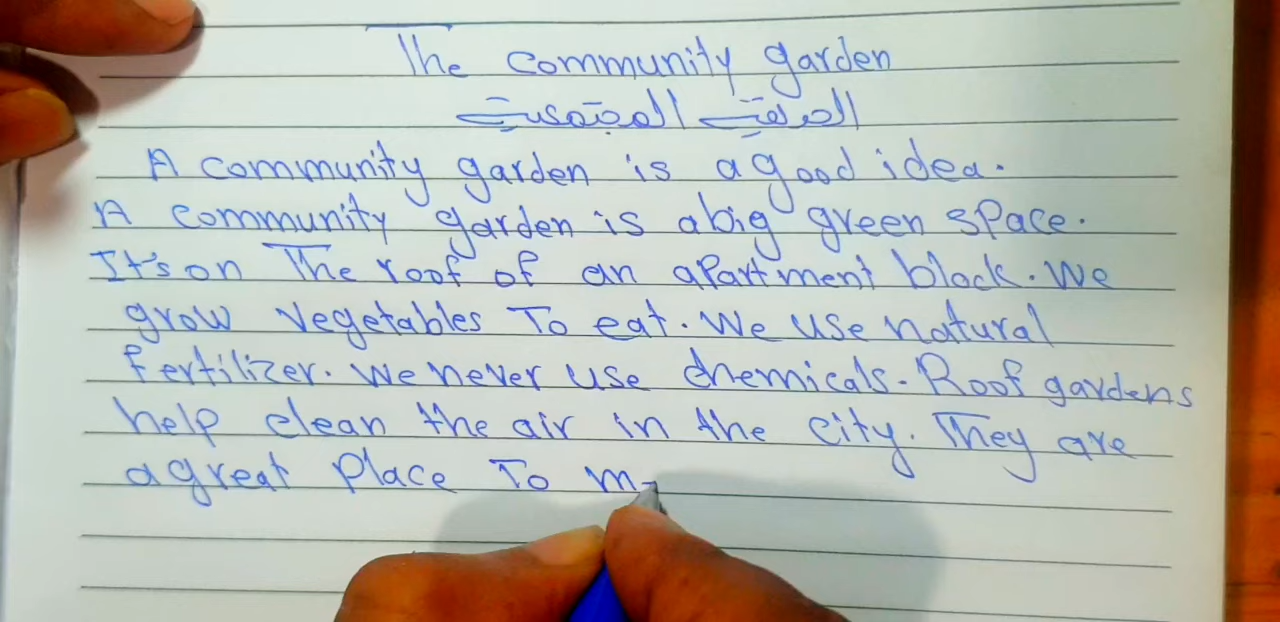 The community garden
الحديقة المجتمعية
A community garden is a good idea.
A community garden is a big green space.
It's on The roof of an apartment block. We
grow vegetables To eat. We use natural
fertilizer. We never use chemicals. Roof gardens
help clean the air in the city. They are
a great place To m